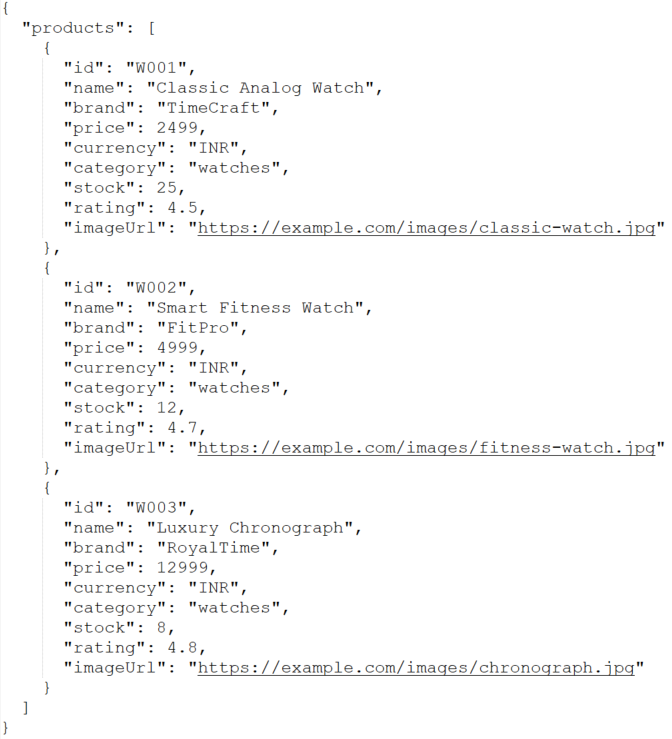 {
  "products": [
    {
      "id": "W001",
      "name": "Classic Analog Watch",
      "brand": "TimeCraft",
      "price": 2499,
      "currency": "INR",
      "category": "watches",
      "stock": 25,
      "rating": 4.5,
      "imageUrl": "https://example.com/images/classic-watch.jpg"
    },
    {
      "id": "W002",
      "name": "Smart Fitness Watch",
      "brand": "FitPro",
      "price": 4999,
      "currency": "INR",
      "category": "watches",
      "stock": 12,
      "rating": 4.7,
      "imageUrl": "https://example.com/images/fitness-watch.jpg"
    },
    {
      "id": "W003",
      "name": "Luxury Chronograph",
      "brand": "RoyalTime",
      "price": 12999,
      "currency": "INR",
      "category": "watches",
      "stock": 8,
      "rating": 4.8,
      "imageUrl": "https://example.com/images/chronograph.jpg"
    }
  ]
}